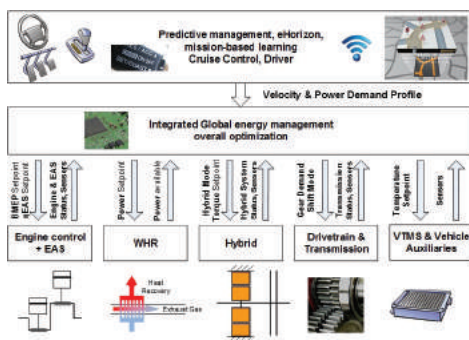 Predictive management, eHorizon,
mission-based learning
Cruise Control, Driver
Velocity & Power Demand Profile
Integrated Global energy management
overall optimization
BMEP Setpoint
EAS Setpoint
Engine & EAS
Status, Sensors
Power Setpoint
Power available
Hybrid Mode
Torque Setpoint
Hybrid System
Status, Sensors
Gear Demand
Shift Mode
Transmission
Status, Sensors
Temperature
Setpoint
Sensors
Engine control
+ EAS
WHR
Hybrid
Drivetrain &
Transmission
VTMS & Vehicle
Auxiliaries
Heat
Recovery
Exhaust Gas